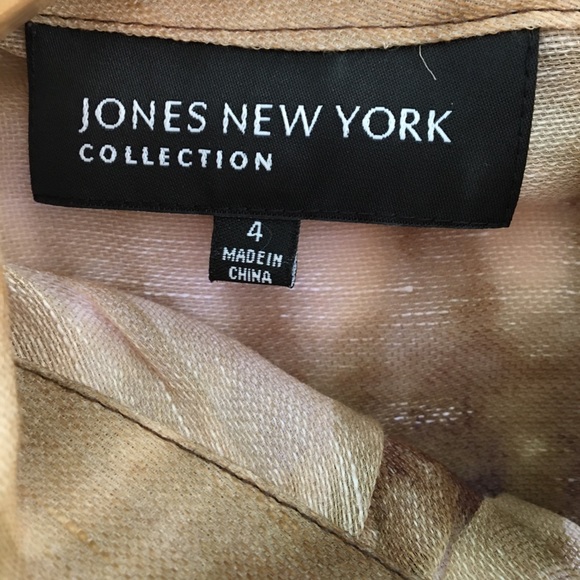 JONES NEW YORK
COLLECTION
4
MADE IN
CHINA